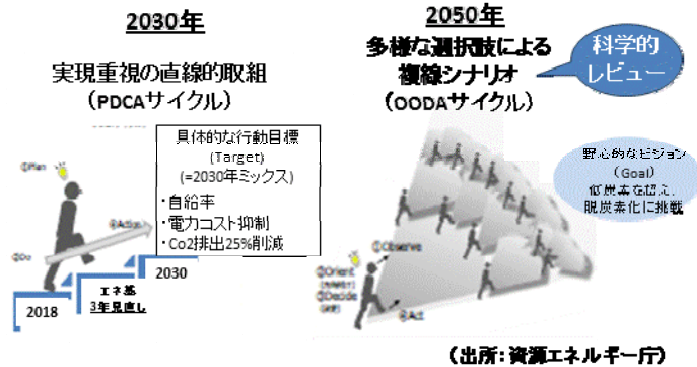 2030年
実現重視の直線的取組
（PDCAサイクル）
具体的な行動目標
(Target)
(=2030年ミックス)
・自給率
・電力コスト抑制
・Co2排出25%削減
①Plan
②Do
④Action
2018
エネ基
3年見直し
2030
2050年
多様な選択肢による
複線シナリオ
（OODAサイクル）
科学的
レビュー
野心的なビジョン
（Goal）
低炭素を超え、
脱炭素化に挑戦
①Observe
②Orient
③Decide
④Act
（出所：資源エネルギー庁）